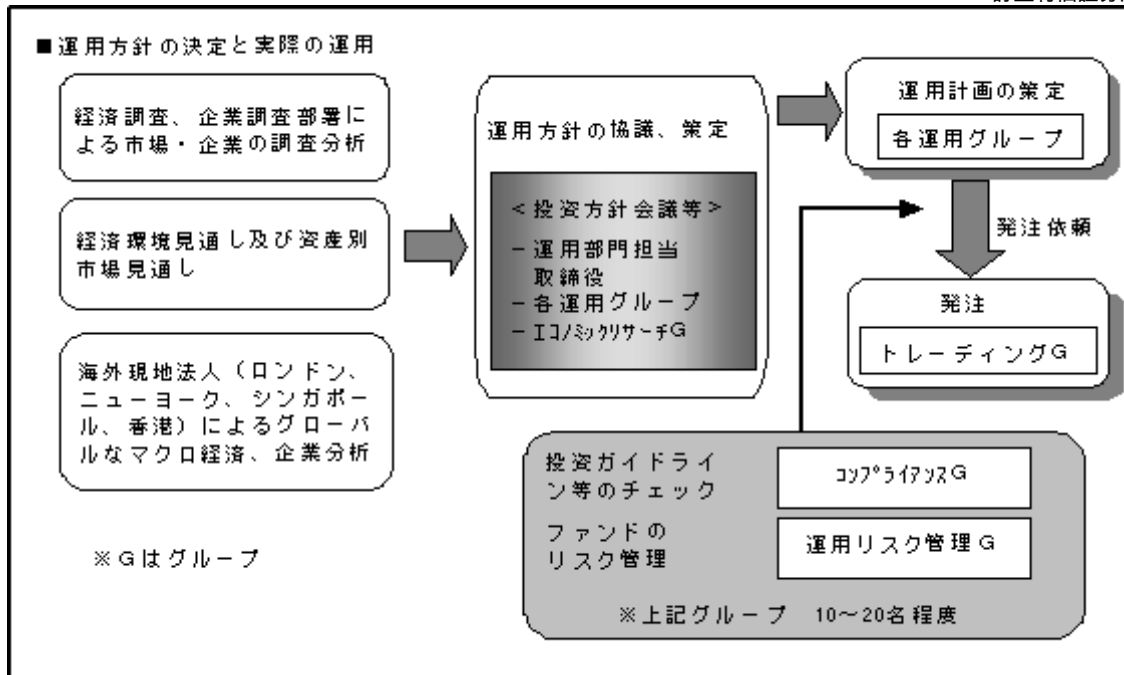 ■運用方針の決定と実際の運用
経済調査、企業調査部署に
よる市場・企業の調査分析
経済環境見通し及び資産別
市場見通し
海外現地法人（ロンドン、
ニューヨーク、シンガポー
ル、香港）によるグローバ
ルなマクロ経済、企業分析
※Gはグループ
運用方針の協議、策定
＜投資方針会議等＞
－運用部門担当
取締役
－各運用グループ
－ｴｺﾉﾐｯｸﾘｻｰﾁG
運用計画の策定
各運用グループ
発注依頼
発注
トレーディングG
投資ガイドライ
ン等のチェック
ｺﾝﾌﾟﾗｲｱﾝｽG
ファンドの
リスク管理
運用リスク管理G
※上記グループ　10～20名程度